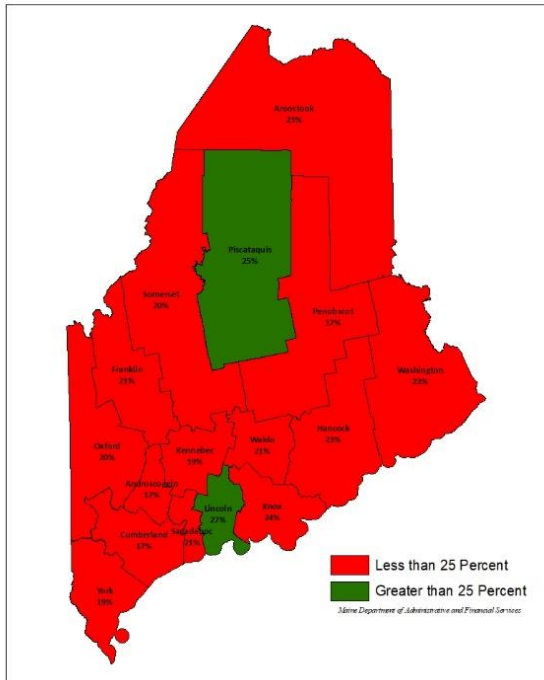 Aroostook
23%
Piscataquis
25%
Somerset
20%
Penobscot
17%
Franklin
21%
Washington
23%
Hancock
23%
Oxford
20%
Kennebec
19%
Waldo
21%
Androscoggin
17%
Lincoln
27%
Knox
24%
Sagadahoc
21%
Cumberland
17%
York
19%
Less than 25 Percent
Greater than 25 Percent
Maine Department of Administrative and Financial Services